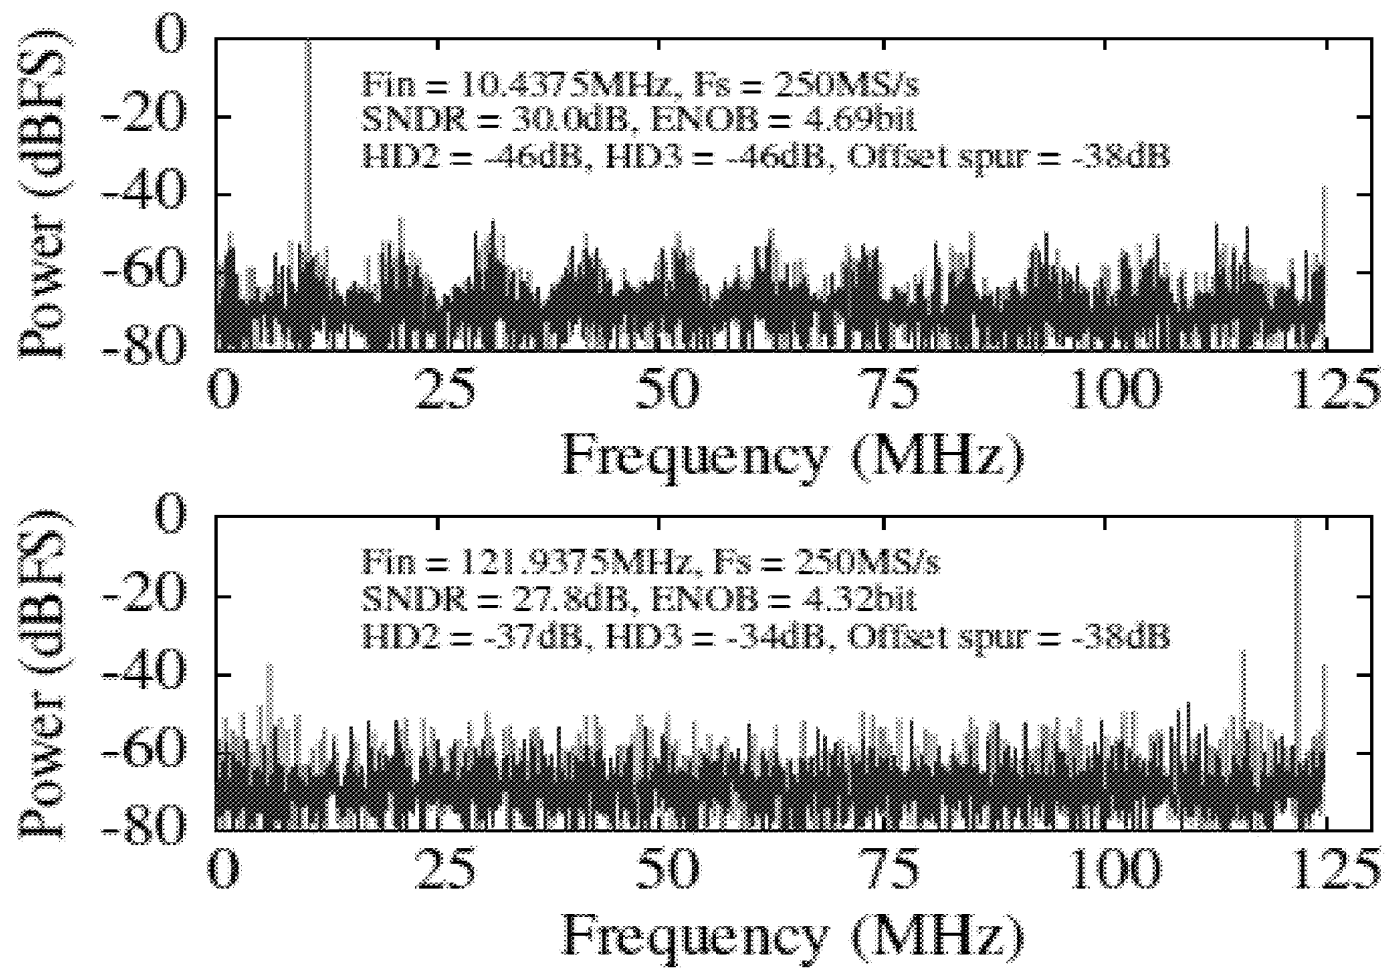 Power (dBFS)
0
-20
-40
-60
-80
Fin = 10.4375MHz, Fs = 250MS/s
SNDR = 30.0dB, ENOB = 4.69bit
HD2 = -46dB, HD3 = -46dB, Offset spur = -38dB
0 25 50 75 100 125
Frequency (MHz)
Power (dBFS)
0
-20
-40
-60
-80
Fin = 121.9375MHz, Fs = 250MS/s
SNDR = 27.8dB, ENOB = 4.32bit
HD2 = -37dB, HD3 = -34dB, Offset spur = -38dB
0 25 50 75 100 125
Frequency (MHz)